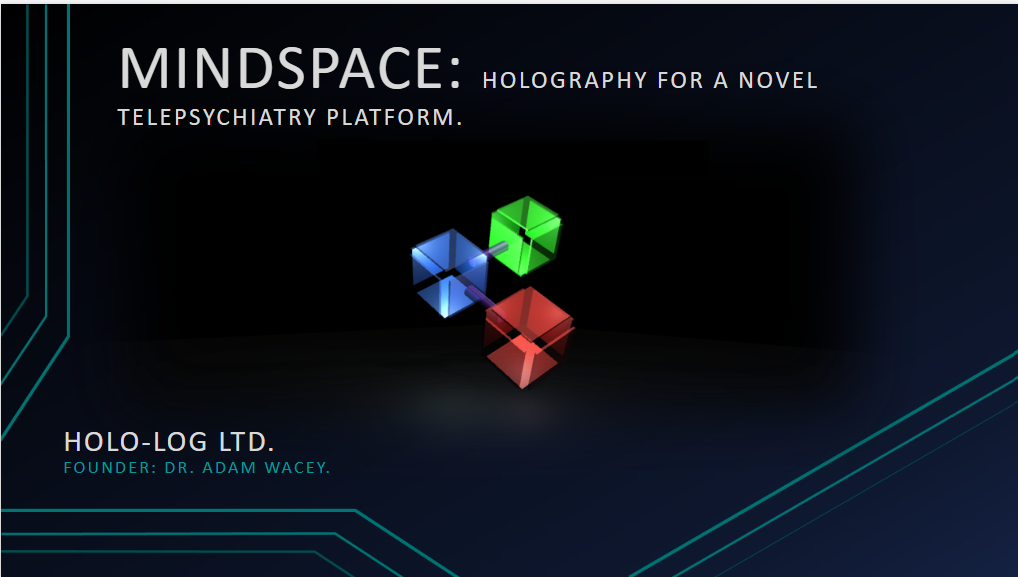 MINDSPACE: HOLOGRAPHY FOR A NOVEL
TELEPSYCHIATRY PLATFORM.
HOLO-LOG LTD.
FOUNDER: DR. ADAM WACEY.